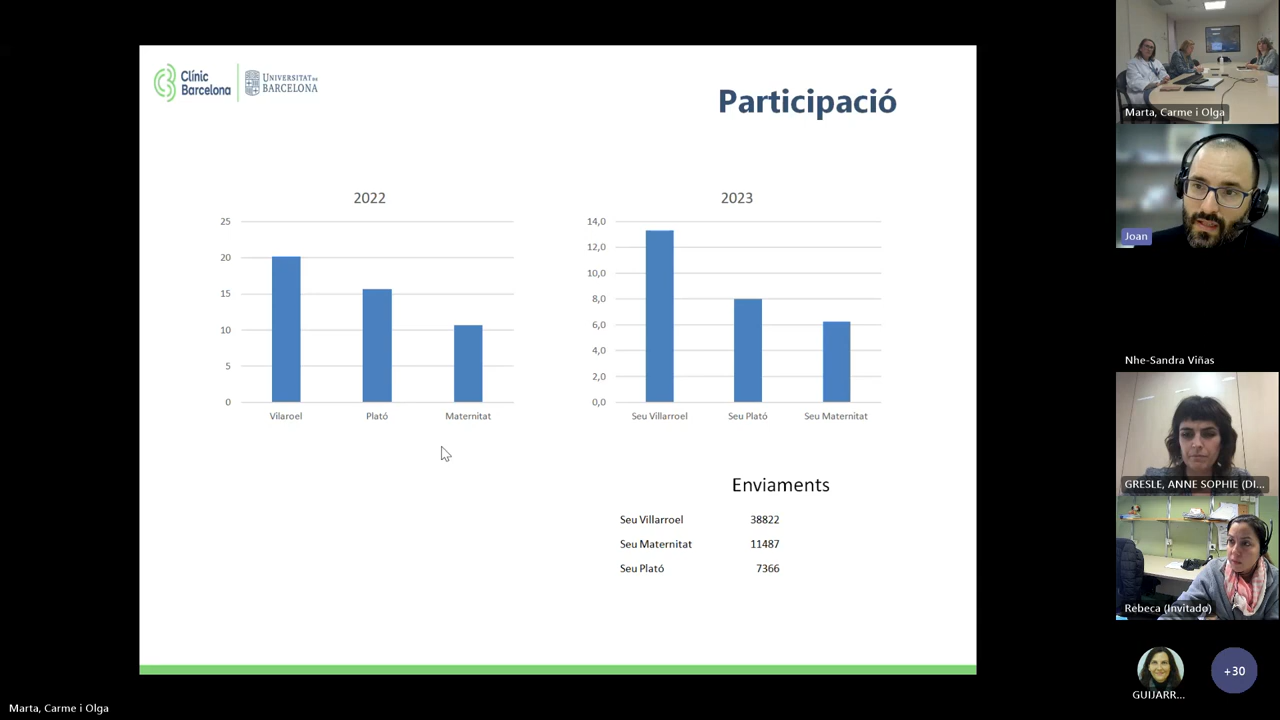 Clínic
Barcelona
UNIVERSITAT DE
BARCELONA
Participació
2022
25
20
15
10
5
0
Vilaroel Plató Maternitat
2023
14,0
12,0
10,0
8,0
6,0
4,0
2,0
0,0
Seu Villarroel Seu Plató Seu Maternitat
Enviaments
Seu Villarroel 38822
Seu Maternitat 11487
Seu Plató 7366
Marta, Carme i Olga
Joan
Nhe-Sandra Viñas
GRESLE, ANNE SOPHIE (DI...
Rebeca (Invitado)
GUIJARR...
+30
Marta, Carme i Olga